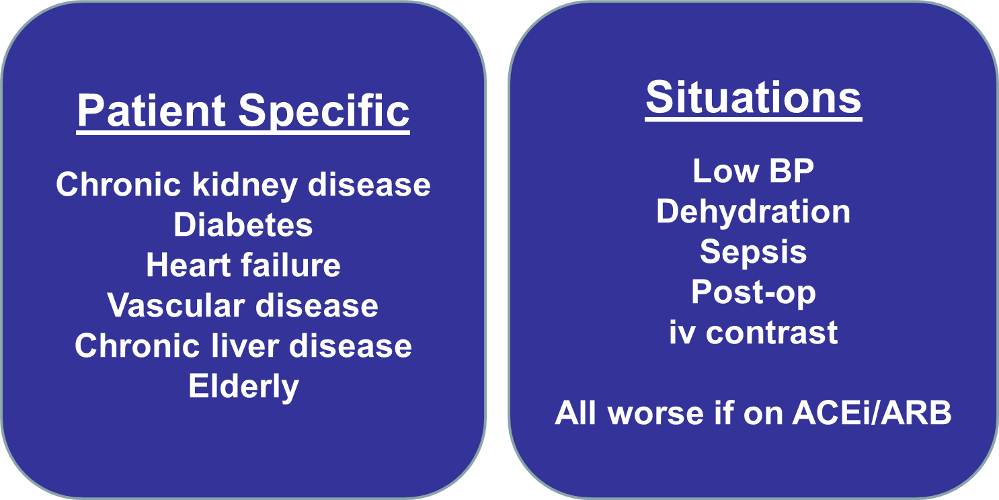 Patient Specific
Chronic kidney disease
Diabetes
Heart failure
Vascular disease
Chronic liver disease
Elderly
Situations
Low BP
Dehydration
Sepsis
Post-op
iv contrast
All worse if on ACEi/ARB